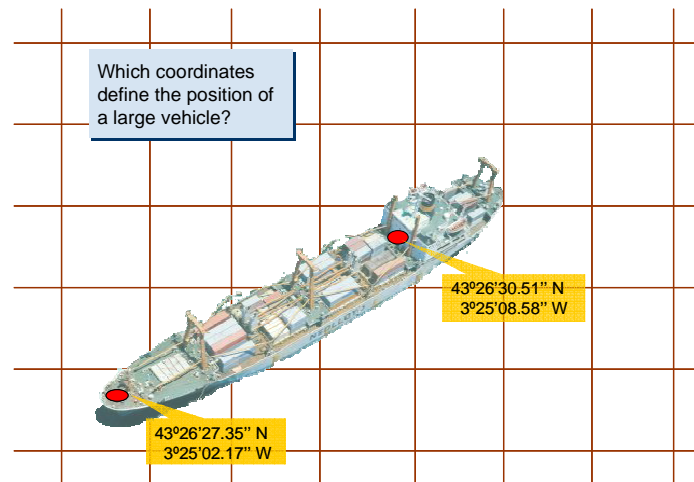 Which coordinates
define the position of
a large vehicle?
43º26'30.51'' N
3º25'08.58'' W
43º26'27.35'' N
3º25'02.17'' W